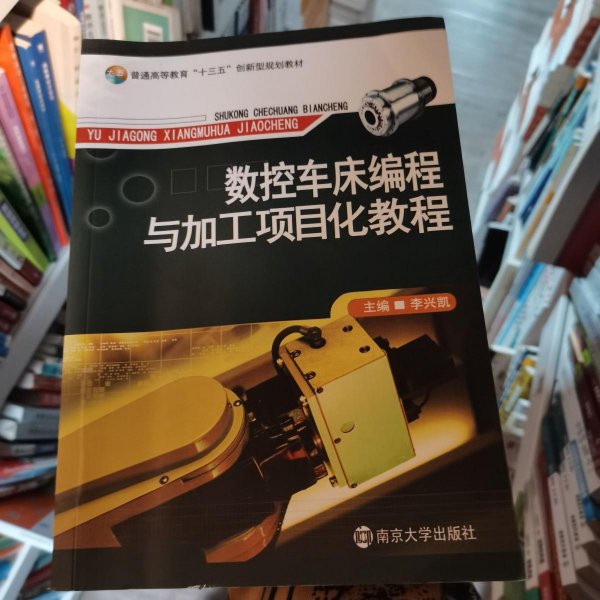 普通高等教育“十三五”创新型规划教材
SHUKONG CHECHUANG BIANCHENG
YU JIAGONG XIANGMUHUA JIAOCHENG
数控车床编程
与加工项目化教程
主编 ■ 李兴凯
南京大学出版社